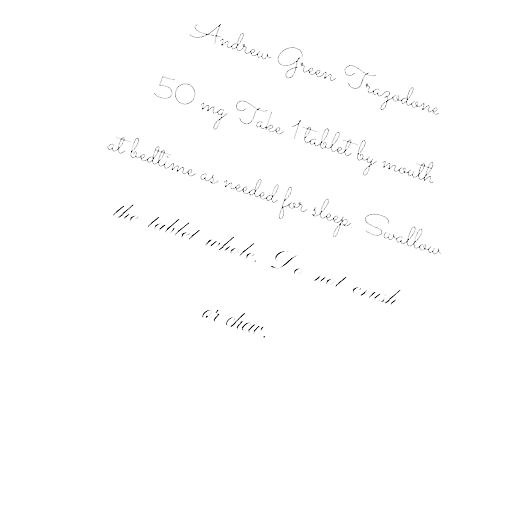 Andrew Green Trazodone
50 mg Take 1 tablet by mouth
at bedtime as needed for sleep Swallow
the tablet whole. Do not crush
or chew.